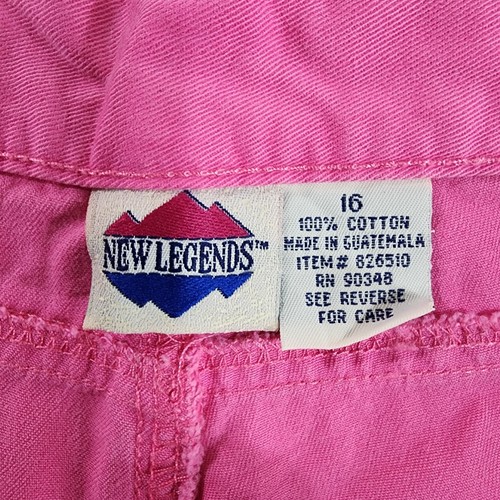 NEW LEGENDS™
16
100% COTTON
MADE IN GUATEMALA
ITEM# 826510
RN 90348
SEE REVERSE
FOR CARE